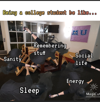 Being a college student be like...
Remembering
stuff
Sanity
Social
life
Energy
Sleep